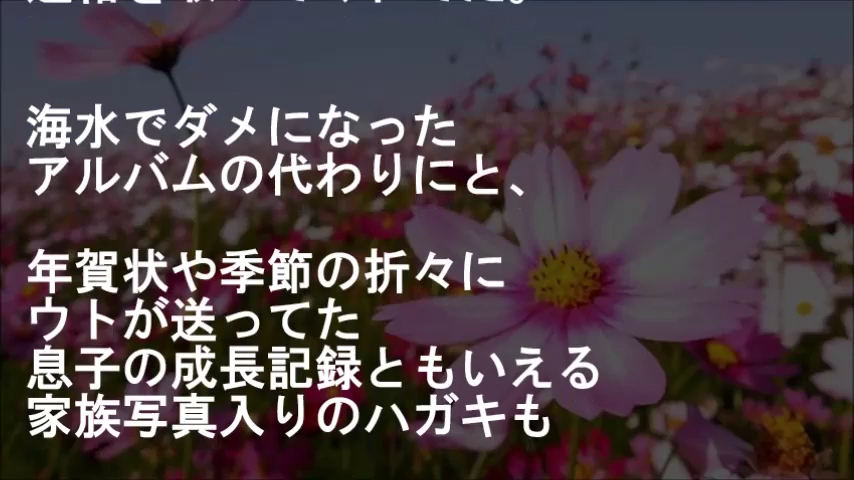 海水でダメになった
アルバムの代わりにと、
年賀状や季節の折々に
ウトが送ってた
息子の成長記録ともいえる
家族写真入りのハガキも